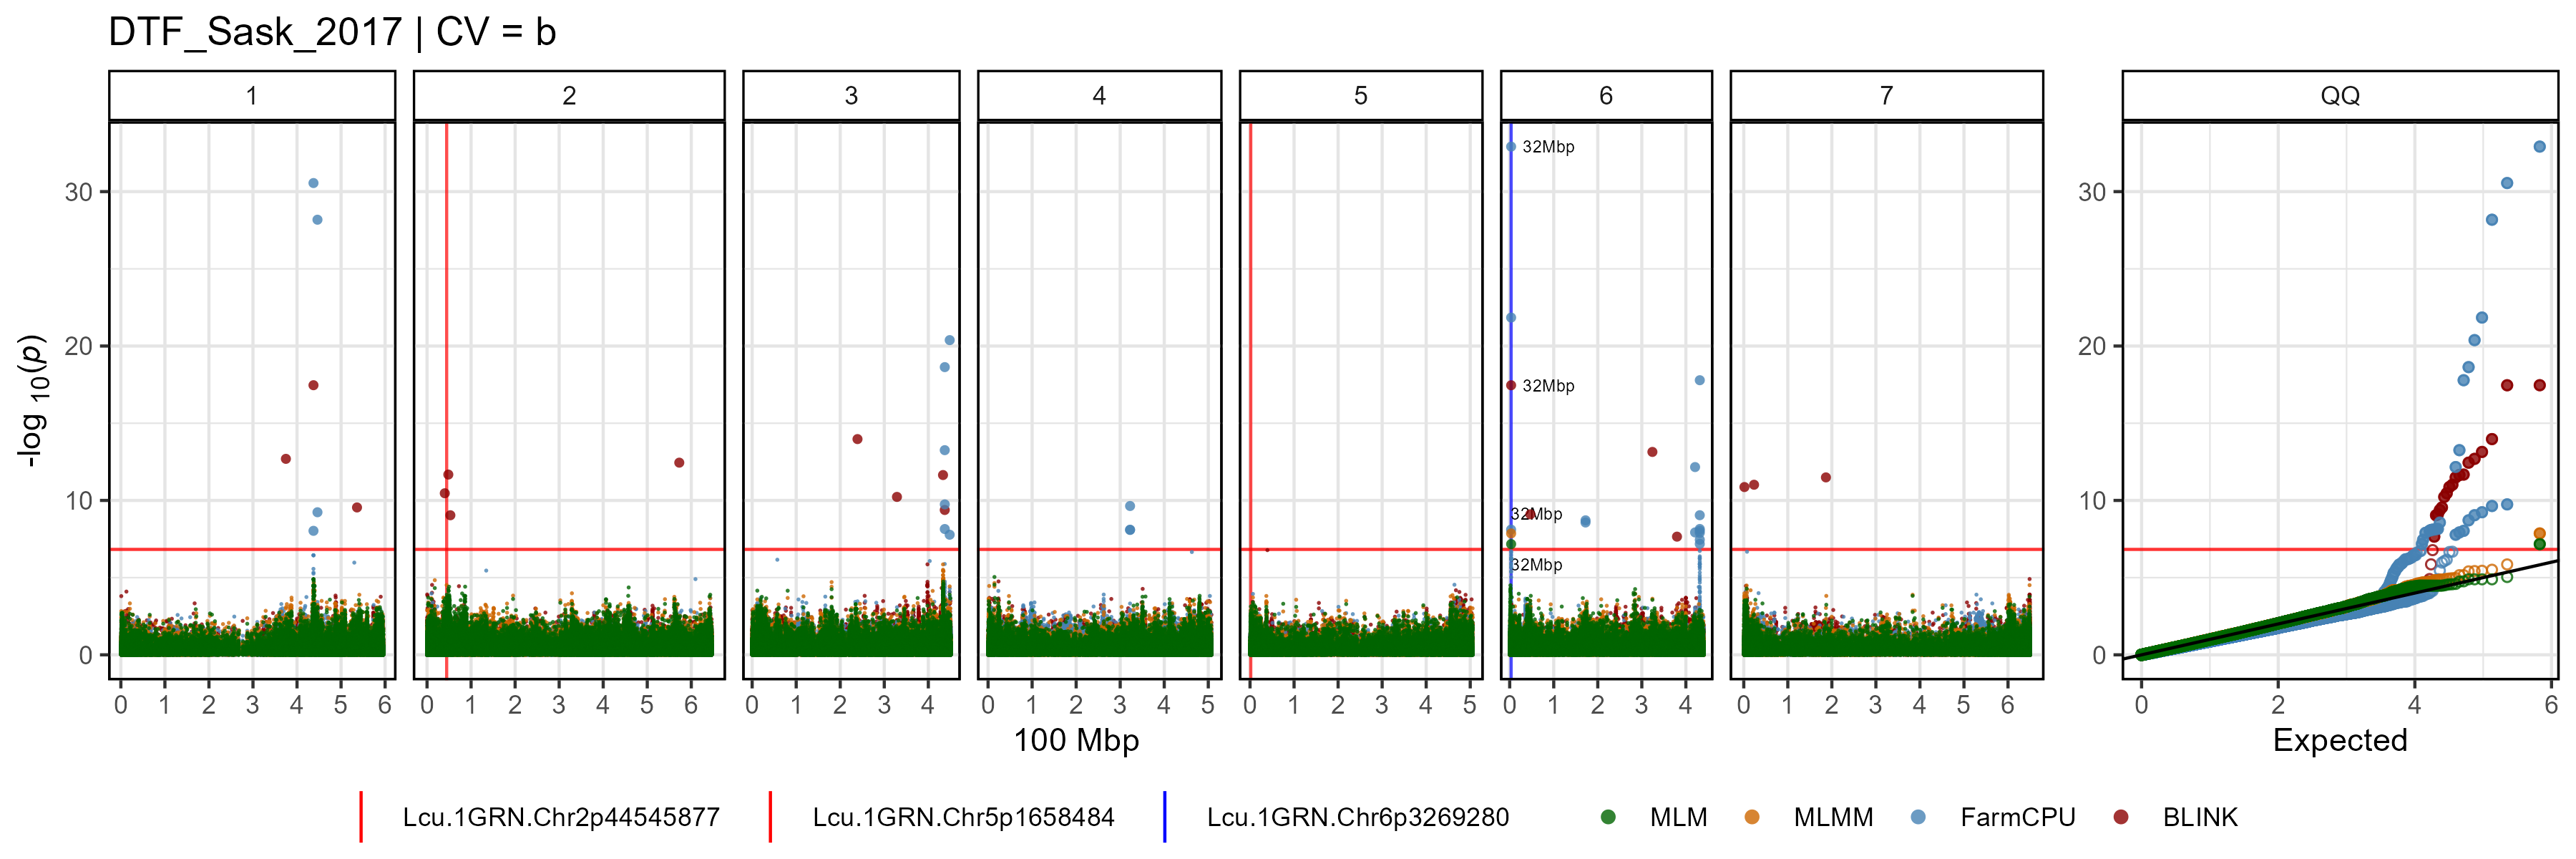 DTF_Sask_2017 | CV = b
1 2 3 4 5 6 7 QQ
-log 10(p)
30
20
10
0
32Mbp
32Mbp
32Mbp
32Mbp
30
20
10
0
0 1 2 3 4 5 6 0 1 2 3 4 5 6 0 1 2 3 4 0 1 2 3 4 5 0 1 2 3 4 5 0 1 2 3 4 0 1 2 3 4 5 6 0 2 4 6
100 Mbp Expected
Lcu.1GRN.Chr2p44545877 Lcu.1GRN.Chr5p1658484 Lcu.1GRN.Chr6p3269280 MLM MLMM FarmCPU BLINK